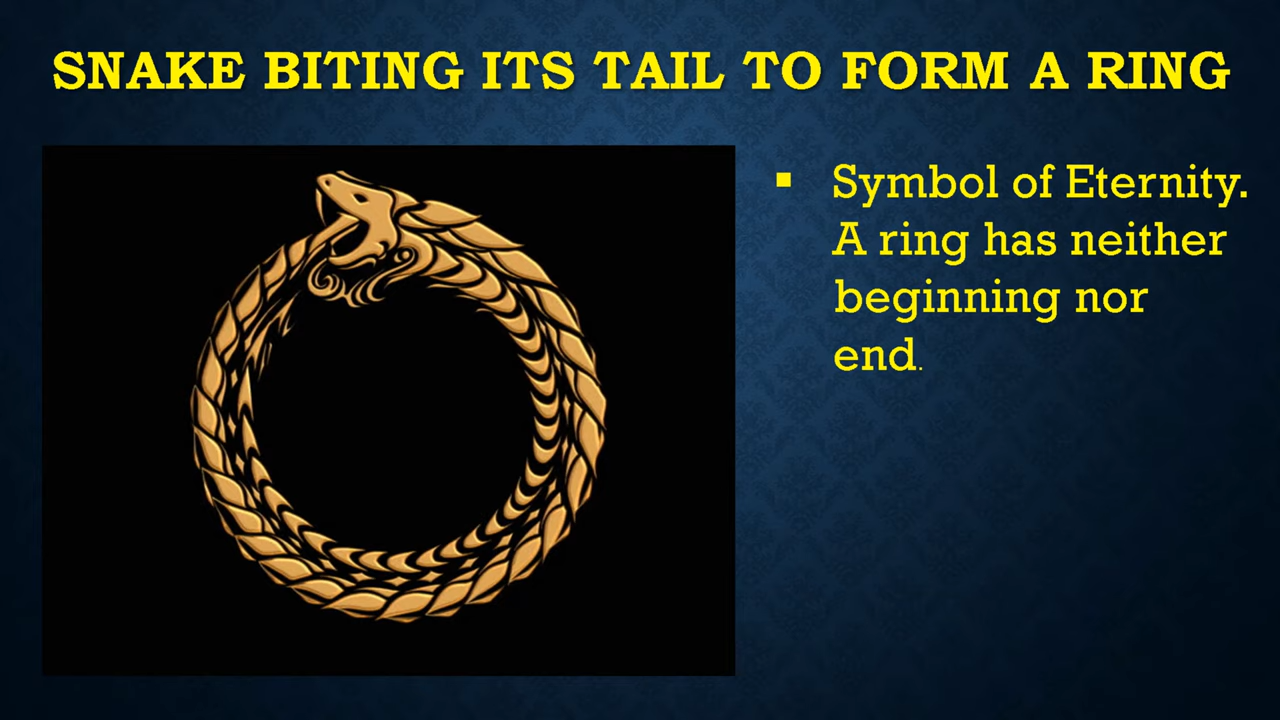 SNAKE BITING ITS TAIL TO FORM A RING
▪ Symbol of Eternity.
A ring has neither
beginning nor
end.